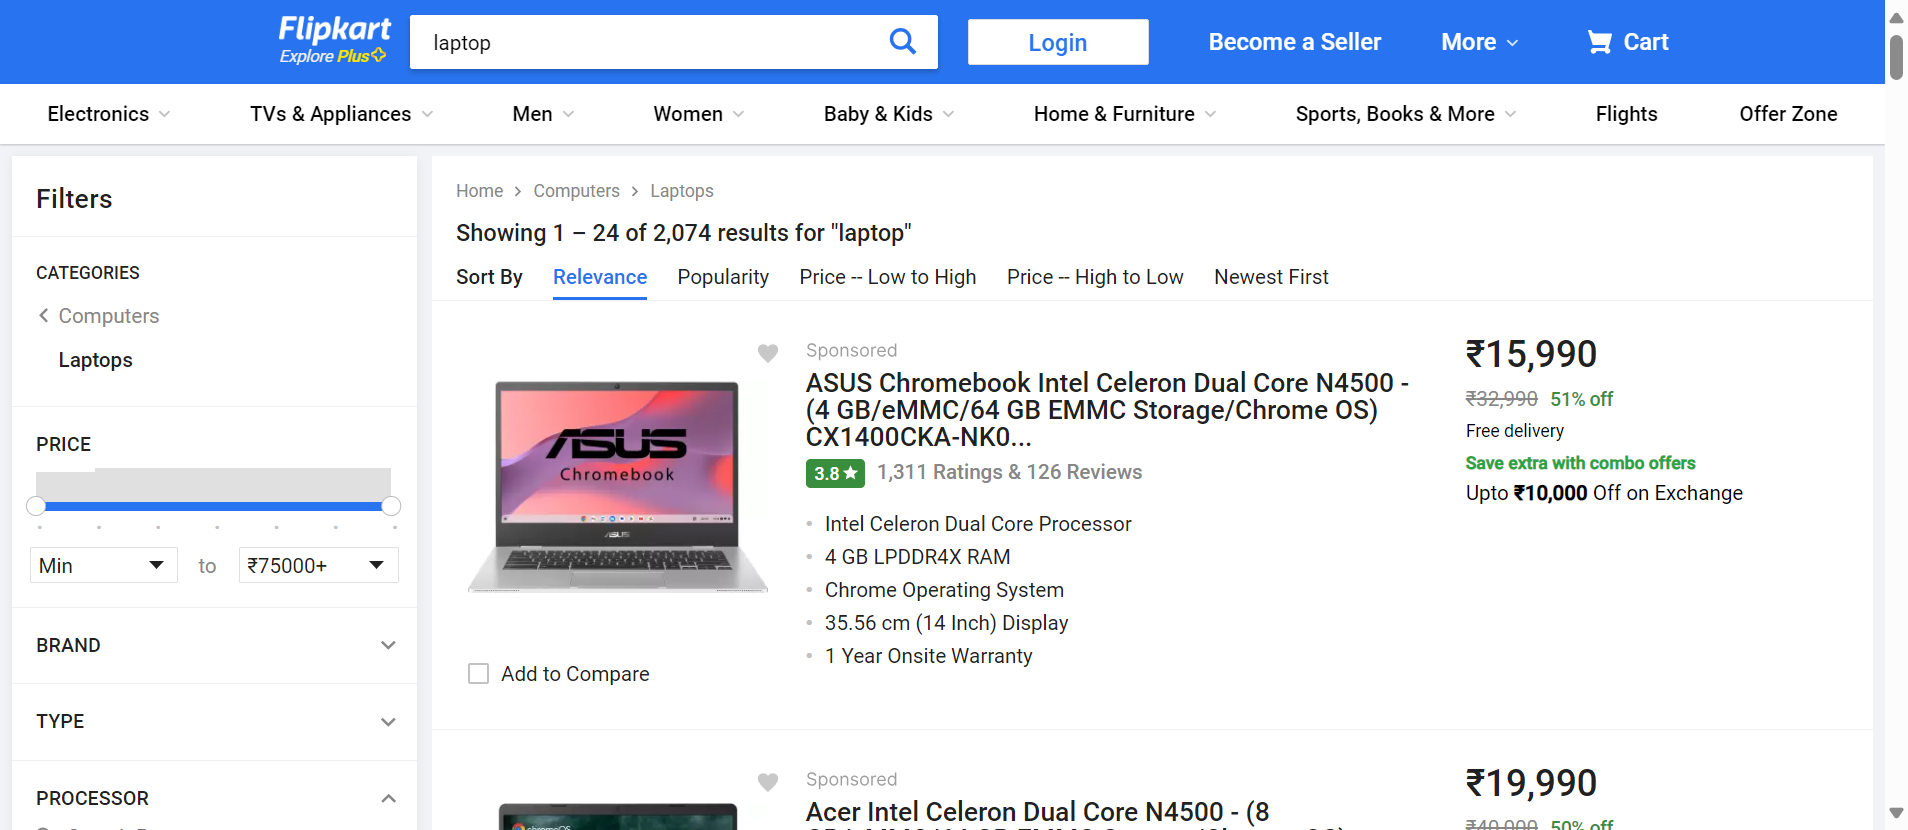 Flipkart
Explore Plus
laptop
Login
Become a Seller
More
Cart
Electronics
TVs & Appliances
Men
Women
Baby & Kids
Home & Furniture
Sports, Books & More
Flights
Offer Zone
Filters
CATEGORIES
Computers
Laptops
PRICE
Min
to
₹75000+
BRAND
TYPE
PROCESSOR
Home
Computers
Laptops
Showing 1 – 24 of 2,074 results for "laptop"
Sort By
Relevance
Popularity
Price -- Low to High
Price -- High to Low
Newest First
ASUS
Chromebook
ASUS
Add to Compare
Sponsored
ASUS Chromebook Intel Celeron Dual Core N4500 -
(4 GB/eMMC/64 GB EMMC Storage/Chrome OS)
CX1400CKA-NK0...
3.8
1,311 Ratings & 126 Reviews
Intel Celeron Dual Core Processor
4 GB LPDDR4X RAM
Chrome Operating System
35.56 cm (14 Inch) Display
1 Year Onsite Warranty
₹15,990
₹32,990 51% off
Free delivery
Save extra with combo offers
Upto ₹10,000 Off on Exchange
Sponsored
Acer Intel Celeron Dual Core N4500 - (8
₹19,990
₹40,000 50% off